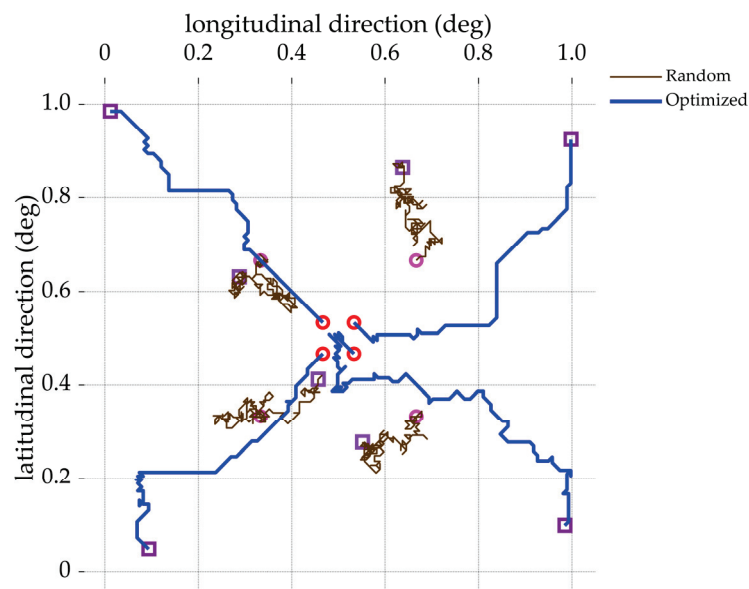 longitudinal direction (deg)
0 0.2 0.4 0.6 0.8 1.0
Random
Optimized
1.0
0.8
0.6
0.4
0.2
0
latitudinal direction (deg)